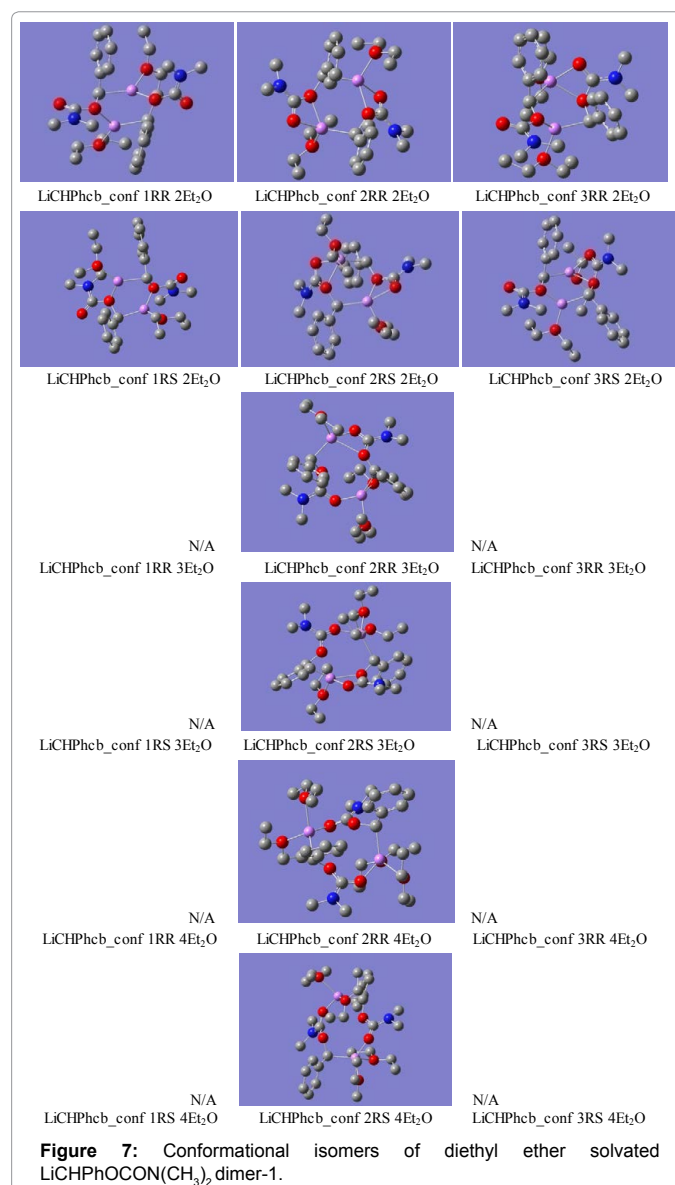 LiCHPhcb_conf 1RR 2Et₂O LiCHPhcb_conf 2RR 2Et₂O LiCHPhcb_conf 3RR 2Et₂O
LiCHPhcb_conf 1RS 2Et₂O LiCHPhcb_conf 2RS 2Et₂O LiCHPhcb_conf 3RS 2Et₂O
N/A N/A
LiCHPhcb_conf 1RR 3Et₂O LiCHPhcb_conf 2RR 3Et₂O LiCHPhcb_conf 3RR 3Et₂O
N/A N/A
LiCHPhcb_conf 1RS 3Et₂O LiCHPhcb_conf 2RS 3Et₂O LiCHPhcb_conf 3RS 3Et₂O
N/A N/A
LiCHPhcb_conf 1RR 4Et₂O LiCHPhcb_conf 2RR 4Et₂O LiCHPhcb_conf 3RR 4Et₂O
N/A N/A
LiCHPhcb_conf 1RS 4Et₂O LiCHPhcb_conf 2RS 4Et₂O LiCHPhcb_conf 3RS 4Et₂O
Figure 7: Conformational isomers of diethyl ether solvated
LiCHPhOCON(CH₃)₂ dimer-1.